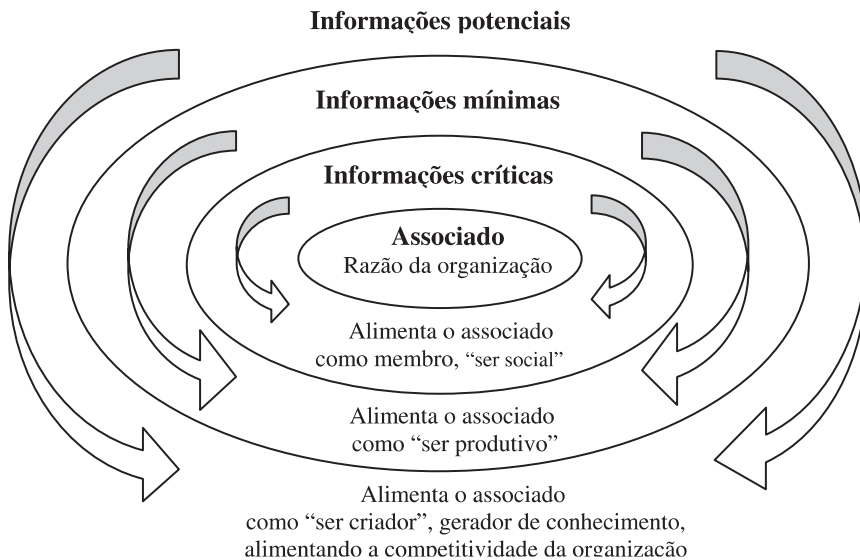 Informações potenciais
Informações mínimas
Informações críticas
Associado
Razão da organização
Alimenta o associado
como membro, “ser social”
Alimenta o associado
como “ser produtivo”
Alimenta o associado
como “ser criador”, gerador de conhecimento,
alimentando a competitividade da organização